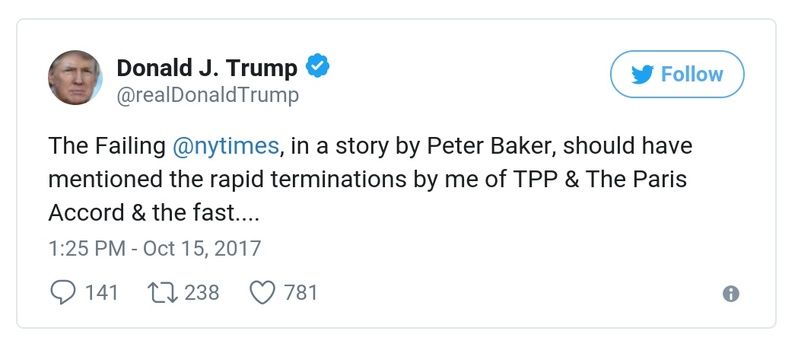 Donald J. Trump
Follow
@realDonaldTrump
The Failing @nytimes, in a story by Peter Baker, should have
mentioned the rapid terminations by me of TPP & The Paris
Accord & the fast....
1:25 PM - Oct 15, 2017
141 238 781